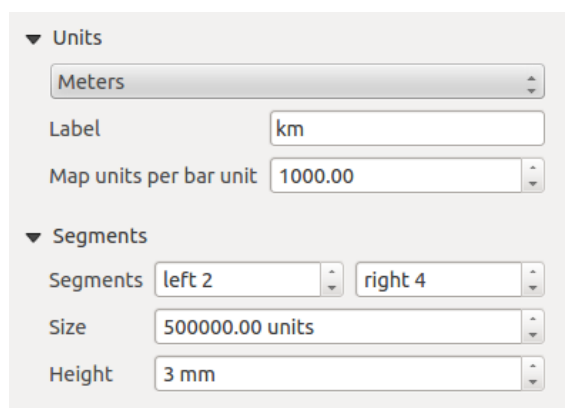 Units
Meters
Label km
Map units per bar unit 1000.00
Segments
Segments left 2 right 4
Size 500000.00 units
Height 3 mm